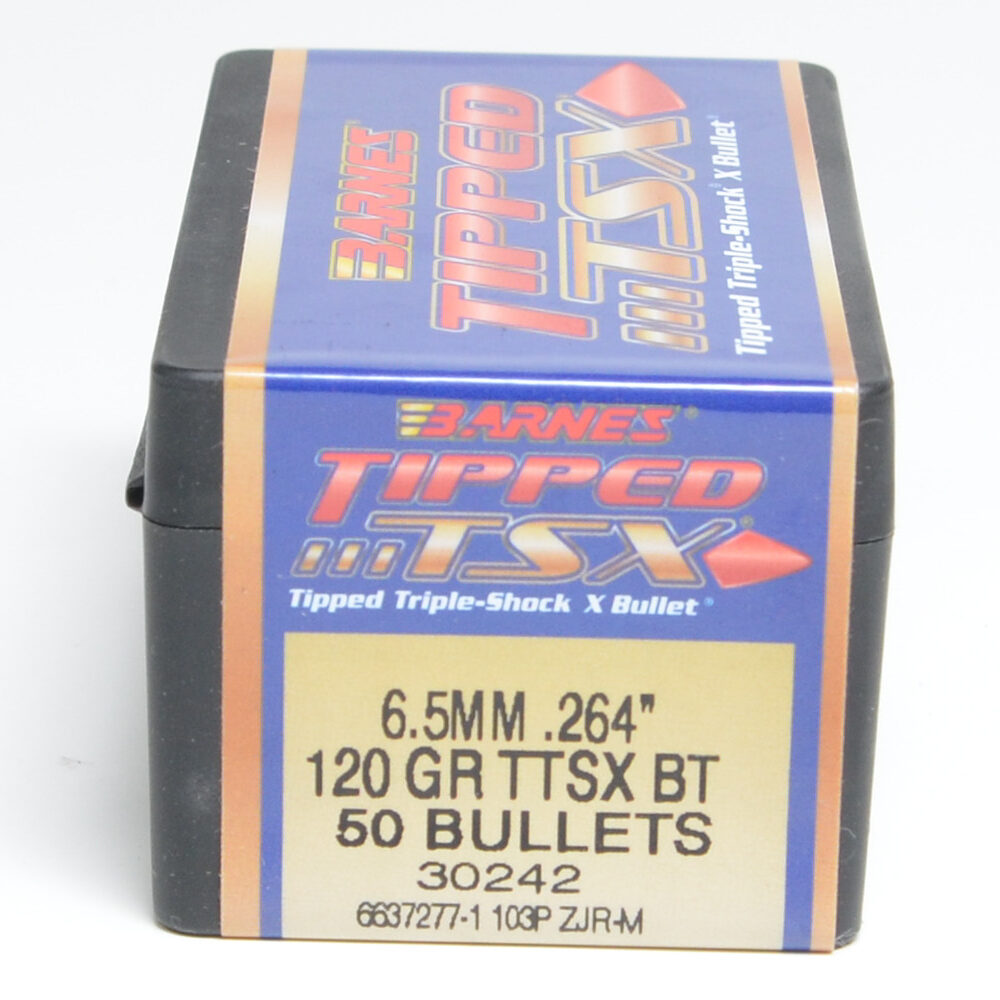 BARNES
TIPPED
TSX
Tipped Triple-Shock® X Bullet®
BARNES®
TIPPED
TSX®
Tipped Triple-Shock X Bullet®
6.5MM .264"
120 GR TTSX BT
50 BULLETS
30242
6637277-1 103P ZJR-M